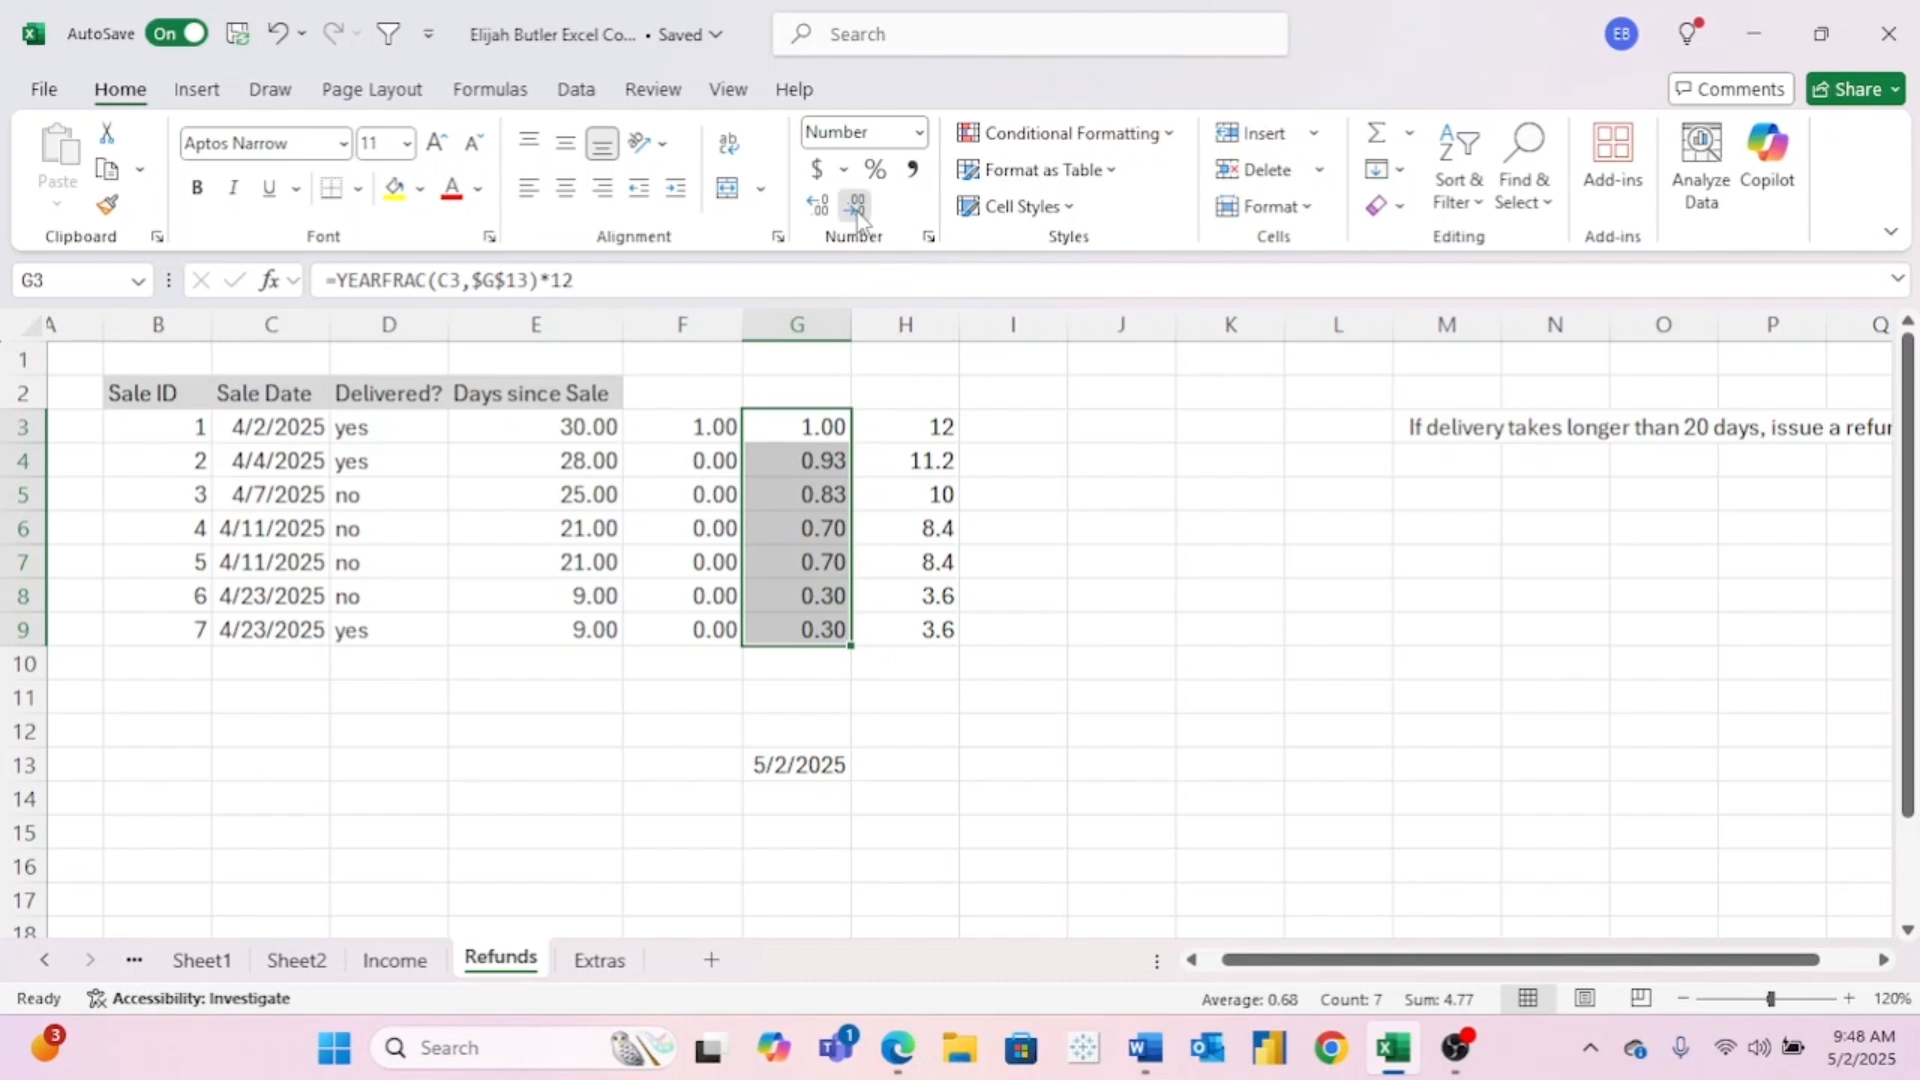 AutoSave On Elijah Butler Excel Co... • Saved Search EB
File Home Insert Draw Page Layout Formulas Data Review View Help Comments Share
Paste Aptos Narrow 11 Number Conditional Formatting Insert
B I U A $ % Format as Table Delete Sort & Filter Find & Select Add-ins Analyze Data Copilot
Cell Styles Format
Clipboard Font Alignment Number Styles Cells Editing Add-ins
G3 fx =YEARFRAC(C3,$G$13)*12
A B C D E F G H I J K L M N O P Q
1
2 Sale ID Sale Date Delivered? Days since Sale
3 1 4/2/2025 yes 30.00 1.00 1.00 12 If delivery takes longer than 20 days, issue a refur
4 2 4/4/2025 yes 28.00 0.00 0.93 11.2
5 3 4/7/2025 no 25.00 0.00 0.83 10
6 4 4/11/2025 no 21.00 0.00 0.70 8.4
7 5 4/11/2025 no 21.00 0.00 0.70 8.4
8 6 4/23/2025 no 9.00 0.00 0.30 3.6
9 7 4/23/2025 yes 9.00 0.00 0.30 3.6
10
11
12
13 5/2/2025
14
15
16
17
18
Sheet1 Sheet2 Income Refunds Extras
Ready Accessibility: Investigate Average: 0.68 Count: 7 Sum: 4.77 120%
3 Search 1 9:48 AM
5/2/2025